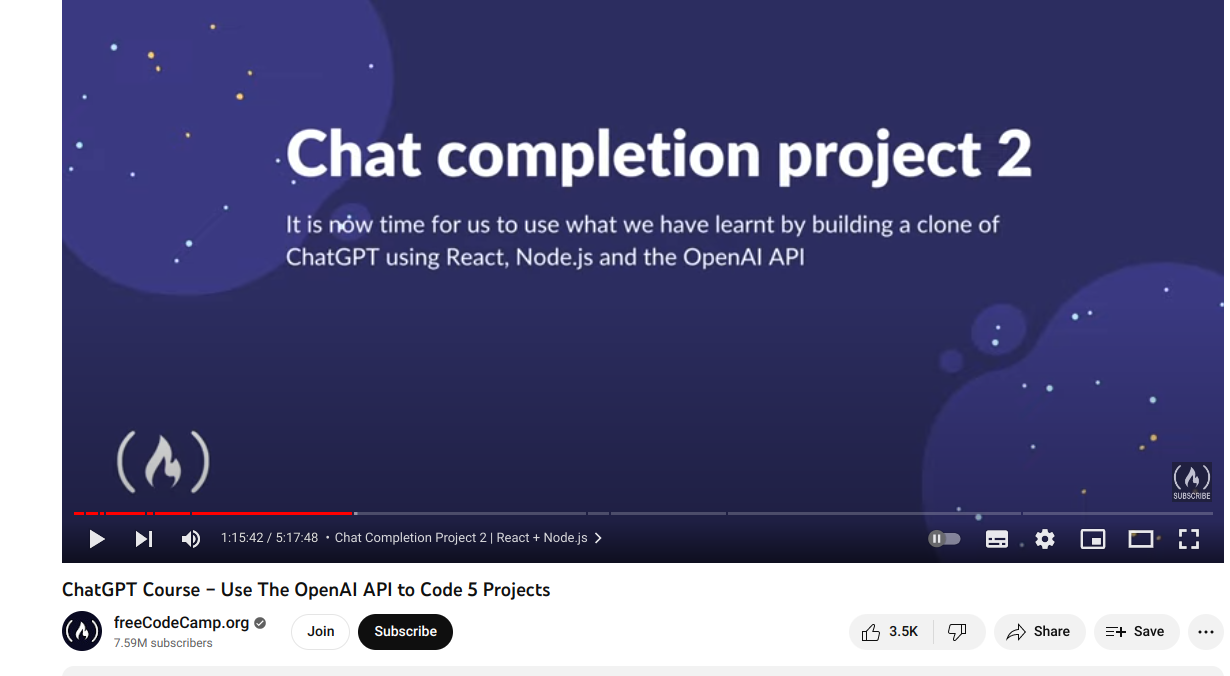 Chat completion project 2
It is now time for us to use what we have learnt by building a clone of
ChatGPT using React, Node.js and the OpenAI API
SUBSCRIBE
1:15:42 / 5:17:48 • Chat Completion Project 2 | React + Node.js
ChatGPT Course – Use The OpenAI API to Code 5 Projects
freeCodeCamp.org
7.59M subscribers
Join
Subscribe
3.5K
Share
Save